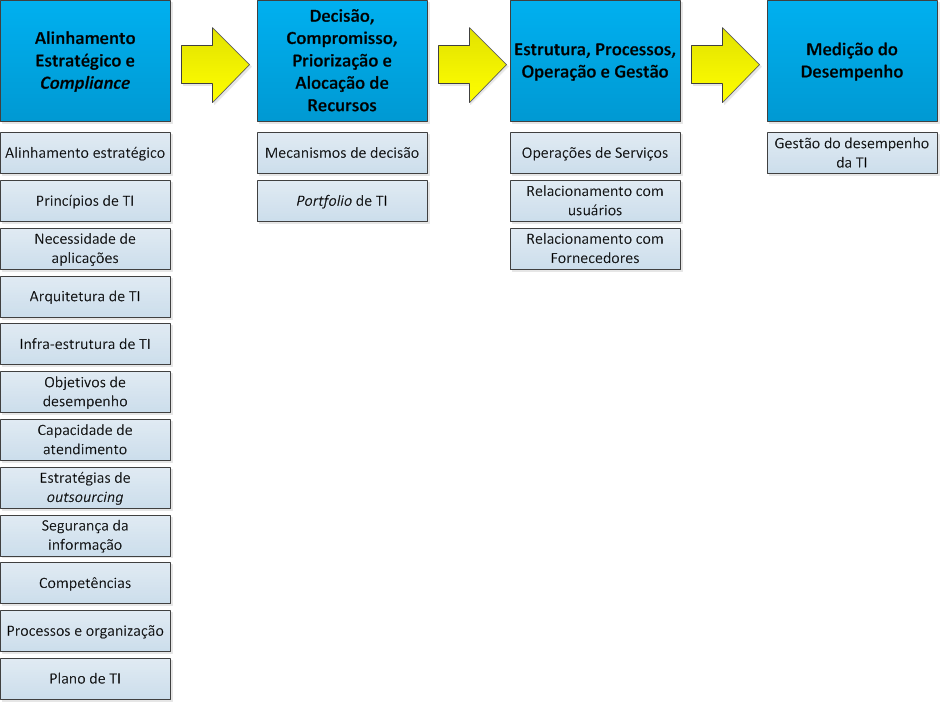 Alinhamento
Estratégico e
Compliance
Decisão,
Compromisso,
Priorização e
Alocação de
Recursos
Estrutura, Processos,
Operação e Gestão
Medição do
Desempenho
Alinhamento estratégico
Princípios de TI
Necessidade de
aplicações
Arquitetura de TI
Infra-estrutura de TI
Objetivos de
desempenho
Capacidade de
atendimento
Estratégias de
outsourcing
Segurança da
informação
Competências
Processos e organização
Plano de TI
Mecanismos de decisão
Portfolio de TI
Operações de Serviços
Relacionamento com
usuários
Relacionamento com
Fornecedores
Gestão do desempenho
da TI